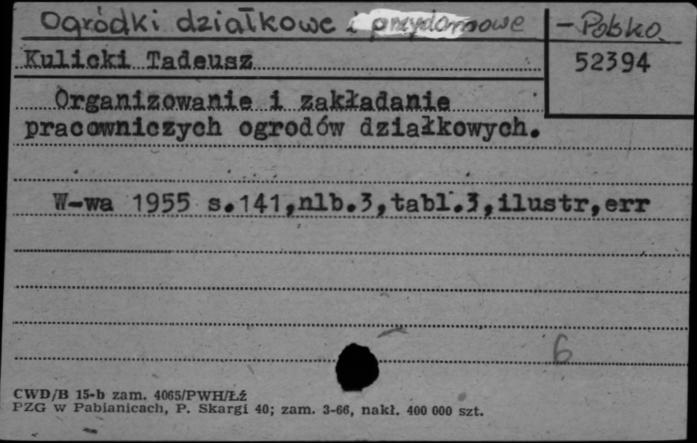 Ogródki działkowe i przydomowe - Polska
Kulicki Tadeusz 52394
Organizowanie i zakładanie
pracowniczych ogrodów działkowych.
W-wa 1955 s.141,nlb.3,tabl.3,ilustr,err
6
CWD/B 15-b zam. 4065/PWH/Łź
PZG w Pabianicach, P. Skargi 40; zam. 3-66, nakł. 400 000 szt.